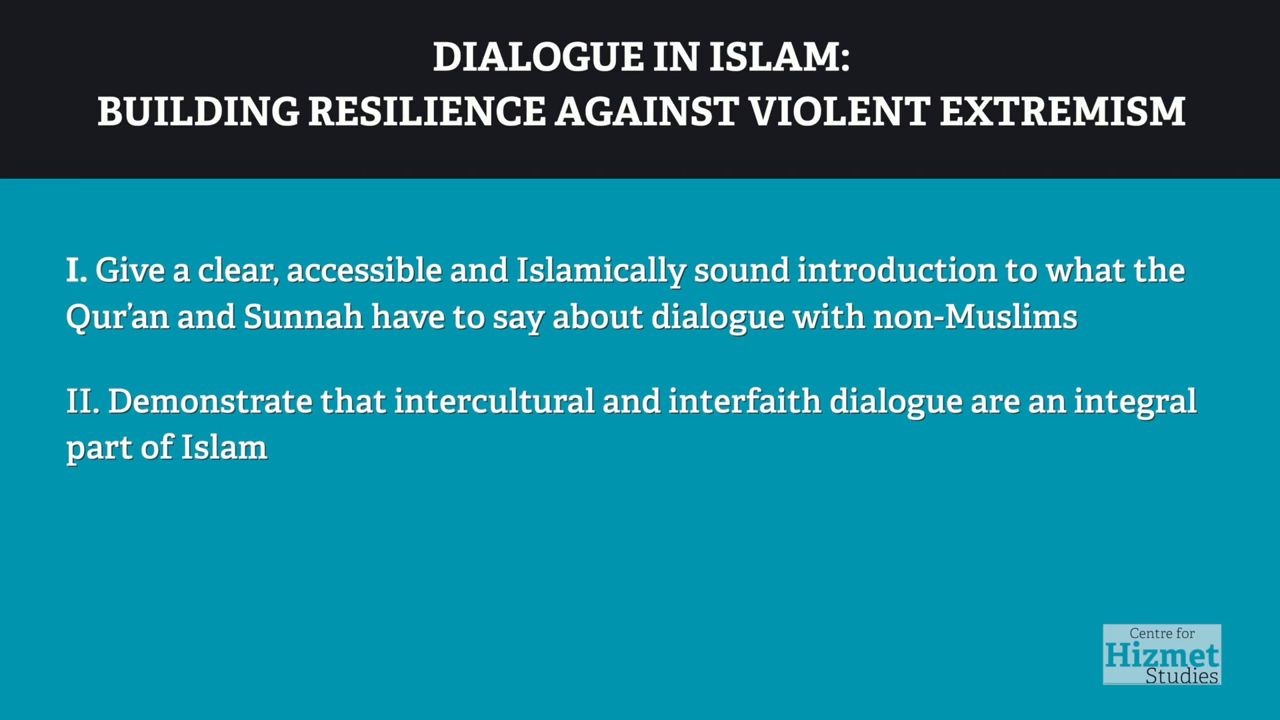 DIALOGUE IN ISLAM:
BUILDING RESILIENCE AGAINST VIOLENT EXTREMISM
I. Give a clear, accessible and Islamically sound introduction to what the
Qur’an and Sunnah have to say about dialogue with non-Muslims
II. Demonstrate that intercultural and interfaith dialogue are an integral
part of Islam
Centre for
Hizmet
Studies